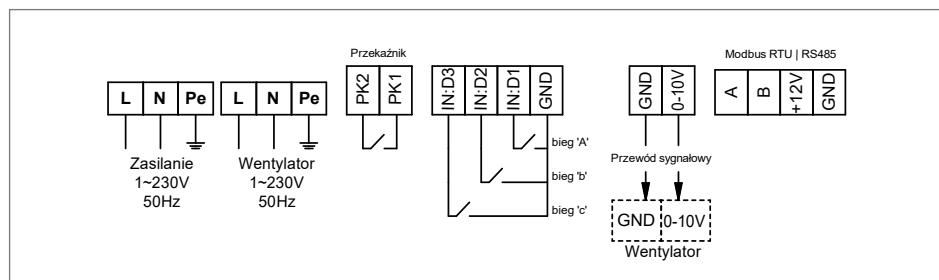 Przekaźnik
Modbus RTU | RS485
L N Pe
L N Pe
PK2 PK1
IN:D3 IN:D2 IN:D1 GND
GND 0-10V
A B +12V GND
Zasilanie
1~230V
50Hz
Wentylator
1~230V
50Hz
bieg 'A'
bieg 'b'
bieg 'c'
Przewód sygnałowy
GND 0-10V
Wentylator